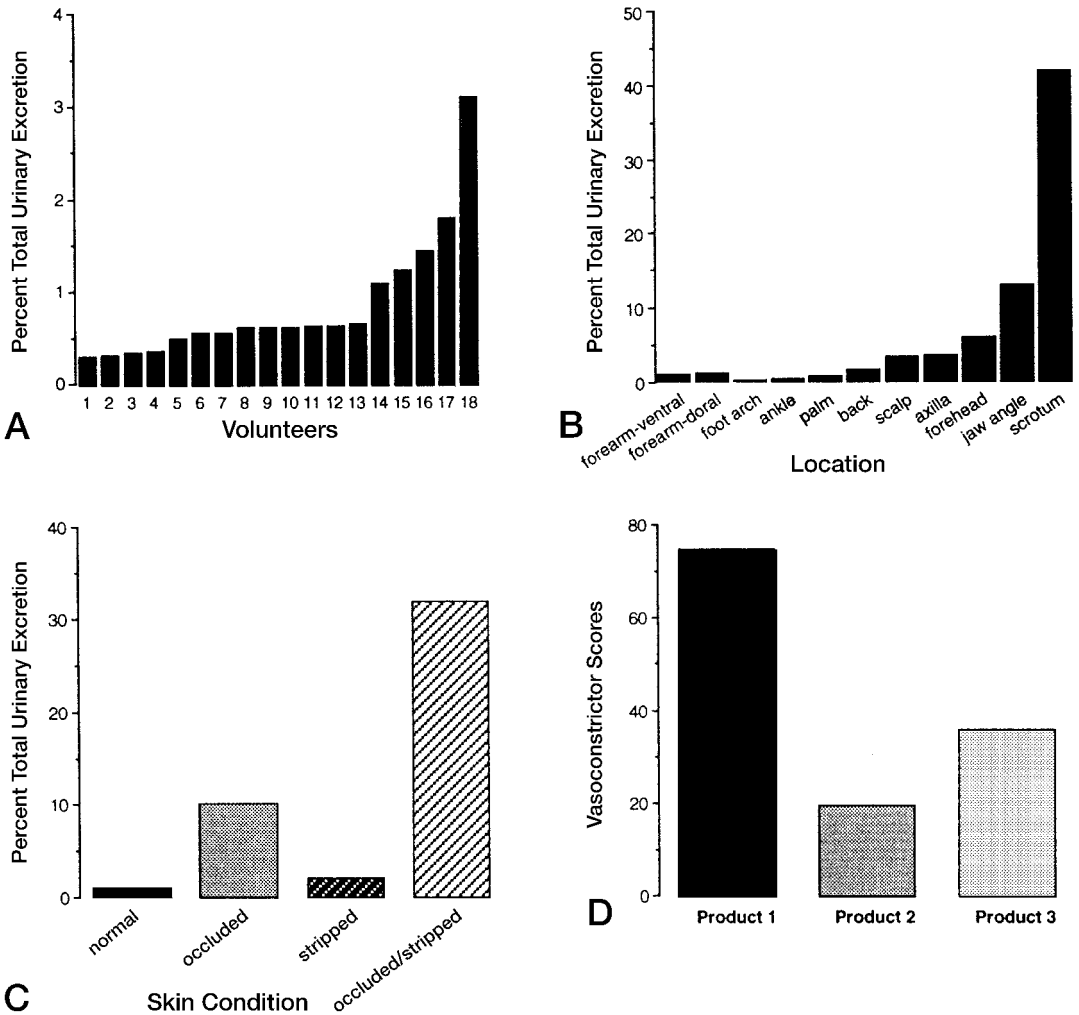 Percent Total Urinary Excretion
4
3
2
1
0
1 2 3 4 5 6 7 8 9 10 11 12 13 14 15 16 17 18
Volunteers
A
Percent Total Urinary Excretion
50
40
30
20
10
0
forearm-ventral
forearm-doral
foot arch
ankle
palm
back
scalp
axilla
forehead
jaw angle
scrotum
Location
B
Percent Total Urinary Excretion
40
30
20
10
0
normal
occluded
stripped
occluded/stripped
Skin Condition
C
Vasoconstrictor Scores
80
60
40
20
0
Product 1 Product 2 Product 3
D